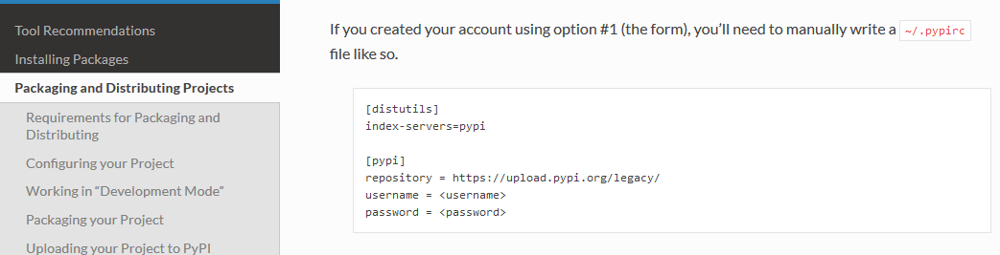 Tool Recommendations
Installing Packages
Packaging and Distributing Projects
Requirements for Packaging and
Distributing
Configuring your Project
Working in “Development Mode”
Packaging your Project
Uploading your Project to PyPI
If you created your account using option #1 (the form), you’ll need to manually write a ~/.pypirc
file like so.
[distutils]
index-servers=pypi
[pypi]
repository = https://upload.pypi.org/legacy/
username = <username>
password = <password>